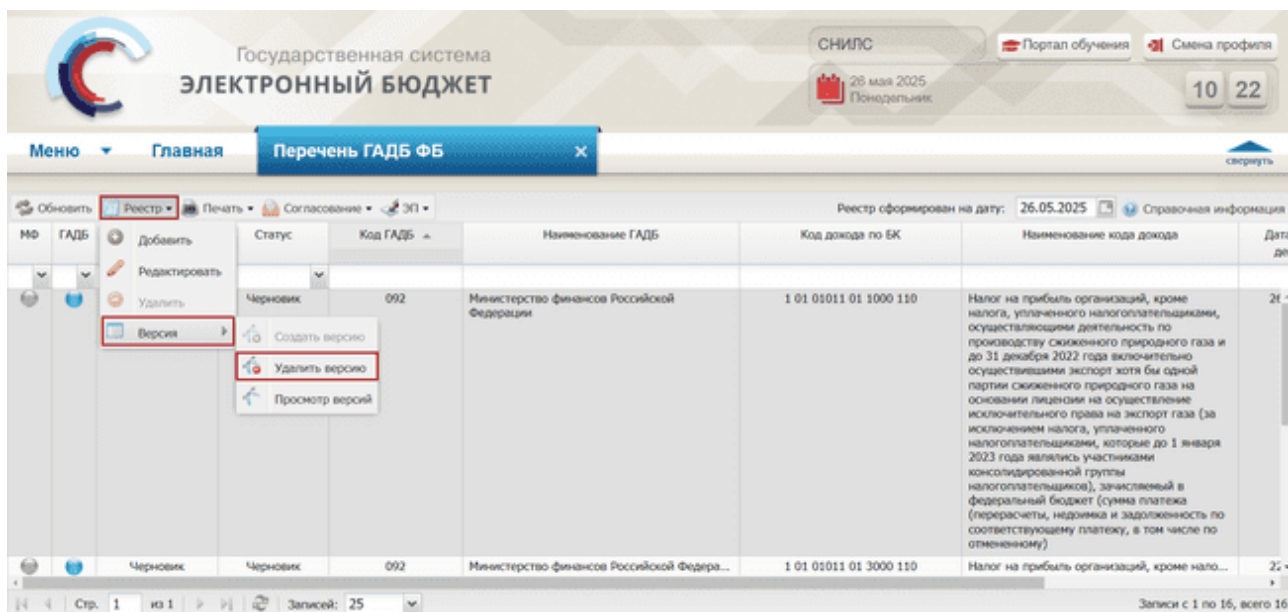 Государственная система
ЭЛЕКТРОННЫЙ БЮДЖЕТ
СНИЛС
Портал обучения
Смена профиля
26 мая 2025
Понедельник
10 22
Меню
Главная
Перечень ГАДБ ФБ
свернуть
Обновить
Реестр
Печать
Согласование
ЭП
Реестр сформирован на дату: 26.05.2025
Справочная информация
МФ
ГАДБ
Статус
Код ГАДБ
Наименование ГАДБ
Код дохода по БК
Наименование кода дохода
Дата
Добавить
Редактировать
Удалить
Версия
Создать версию
Удалить версию
Просмотр версий
Черновик
092
Министерство финансов Российской
Федерации
1 01 01011 01 1000 110
Налог на прибыль организаций, кроме
налога, уплаченного налогоплательщиками,
осуществляющими деятельность по
производству сжиженного природного газа и
до 31 декабря 2022 года включительно
осуществившими экспорт хотя бы одной
партии сжиженного природного газа на
основании лицензии на осуществление
исключительного права на экспорт газа (за
исключением налога, уплаченного
налогоплательщиками, которые до 1 января
2023 года являлись участниками
консолидированной группы
налогоплательщиков), зачисляемый в
федеральный бюджет (сумма платежа
(перерасчеты, недоимка и задолженность по
соответствующему платежу, в том числе по
отмененному)
Черновик
Черновик
092
Министерство финансов Российской Федера...
1 01 01011 01 3000 110
Налог на прибыль организаций, кроме нало...
Стр. 1 из 1
Записей: 25
Записи с 1 по 16, всего 16